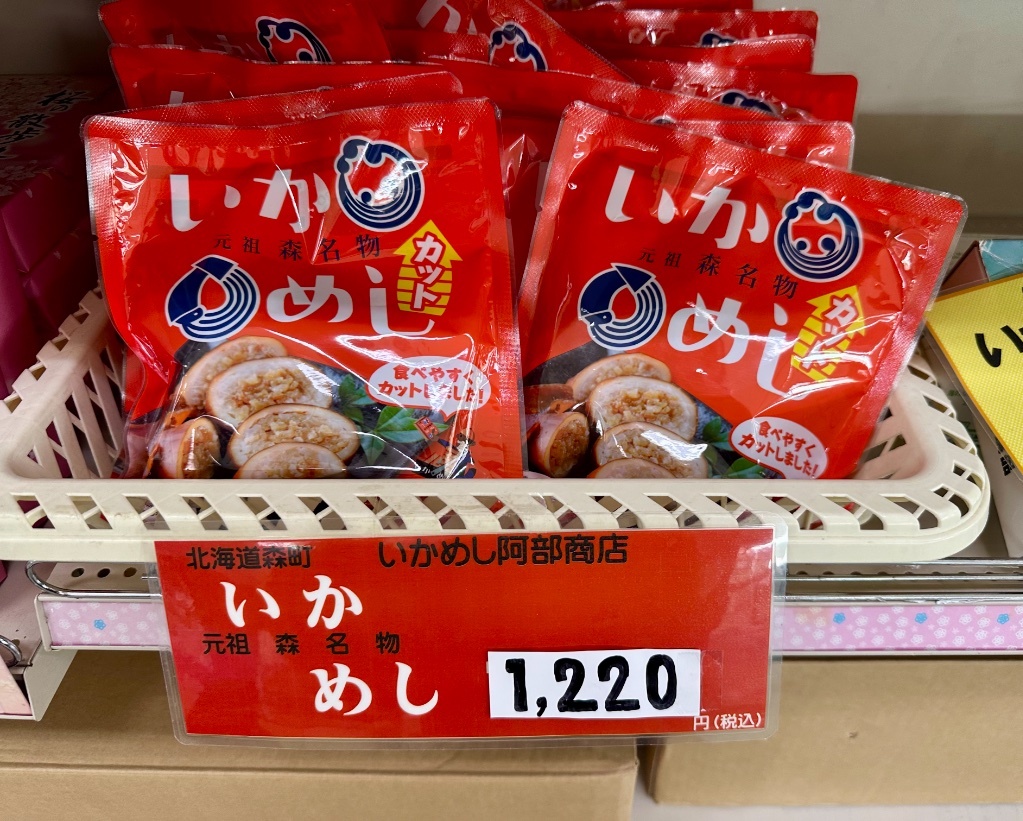 いか
元祖 森名物
めし
カット
食べやすく
カットしました!
いか
元祖 森名物
めし
カット
食べやすく
カットしました!
い
北海道森町 いかめし阿部商店
いか
元祖 森名物
めし
1,220
円(税込)